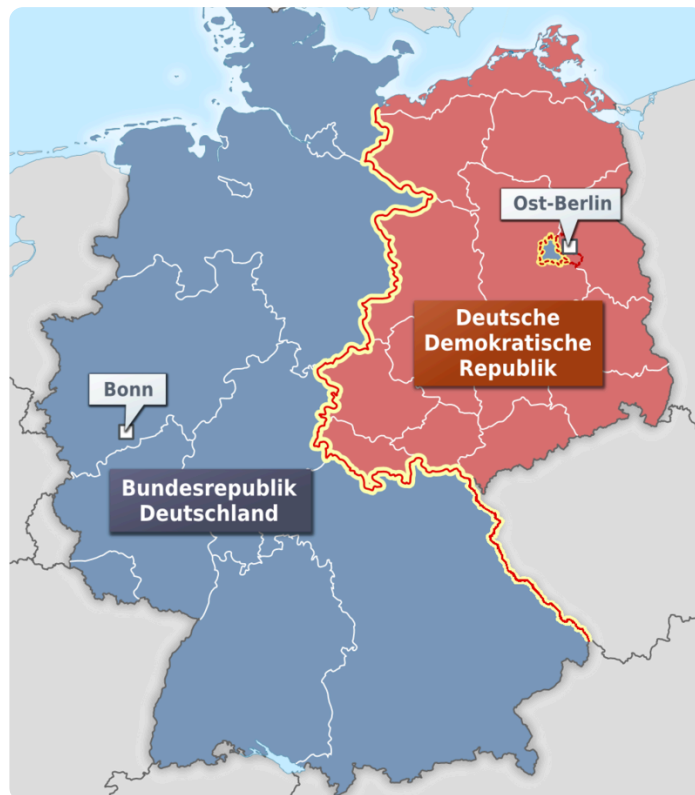 Ost-Berlin
Deutsche
Demokratische
Republik
Bonn
Bundesrepublik
Deutschland